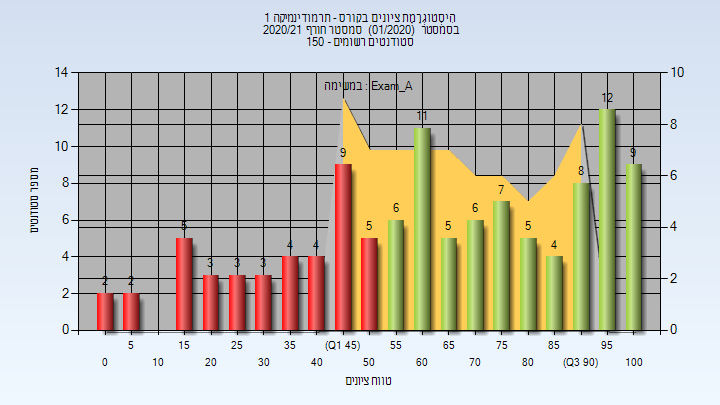 היסטוגרמת ציונים בקורס - תרמודינמיקה 1
בסמסטר (01/2020) סמסטר חורף 2020/21
סטודנטים רשומים - 150
במשימה : Exam_A
14 12 10 8 6 4 2 0
מספר סטודנטים
10 8 6 4 2 0
2 2 5 3 3 3 4 4 9 5 6 11 5 6 7 5 4 8 12 9
5 15 25 35 (Q1 45) 55 65 75 85 95
0 10 20 30 40 50 60 70 80 (Q3 90) 100
טווח ציונים